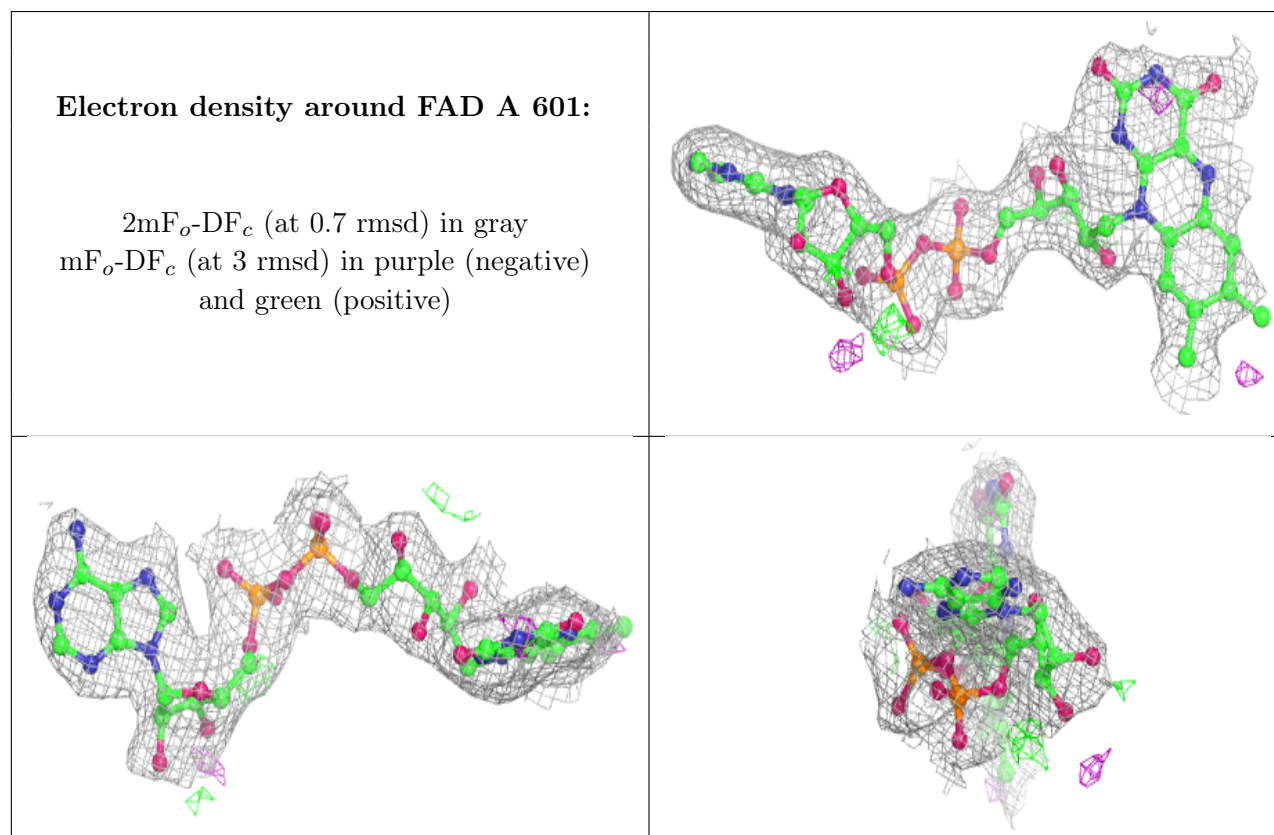 Electron density around FAD A 601:
2mFₒ-DF𝒸 (at 0.7 rmsd) in gray
mFₒ-DF𝒸 (at 3 rmsd) in purple (negative)
and green (positive)